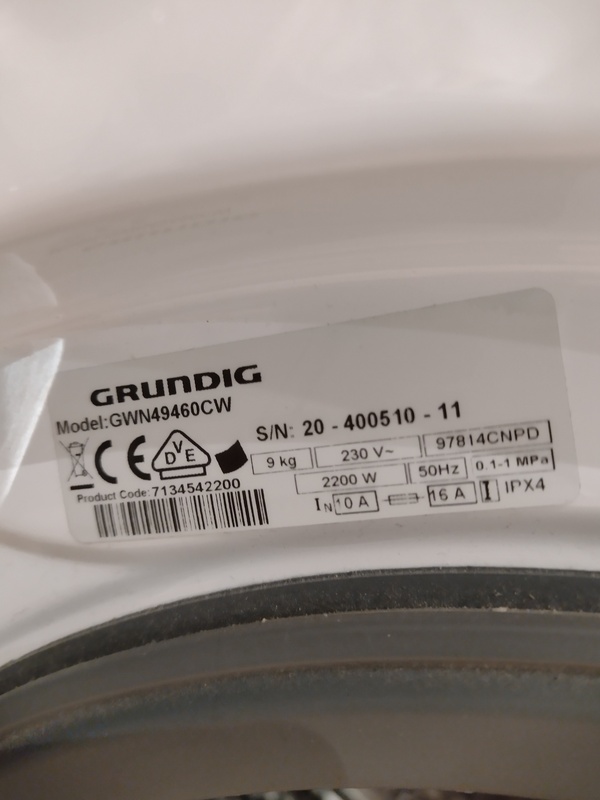 GRUNDIG
Model:GWN49460CW
S/N: 20 - 400510 - 11
DVE
9 kg 230 V~ 97814CNPD
2200 W 50Hz 0.1-1 MPa
Product Code:7134542200
IN 10 A 16 A IPX4